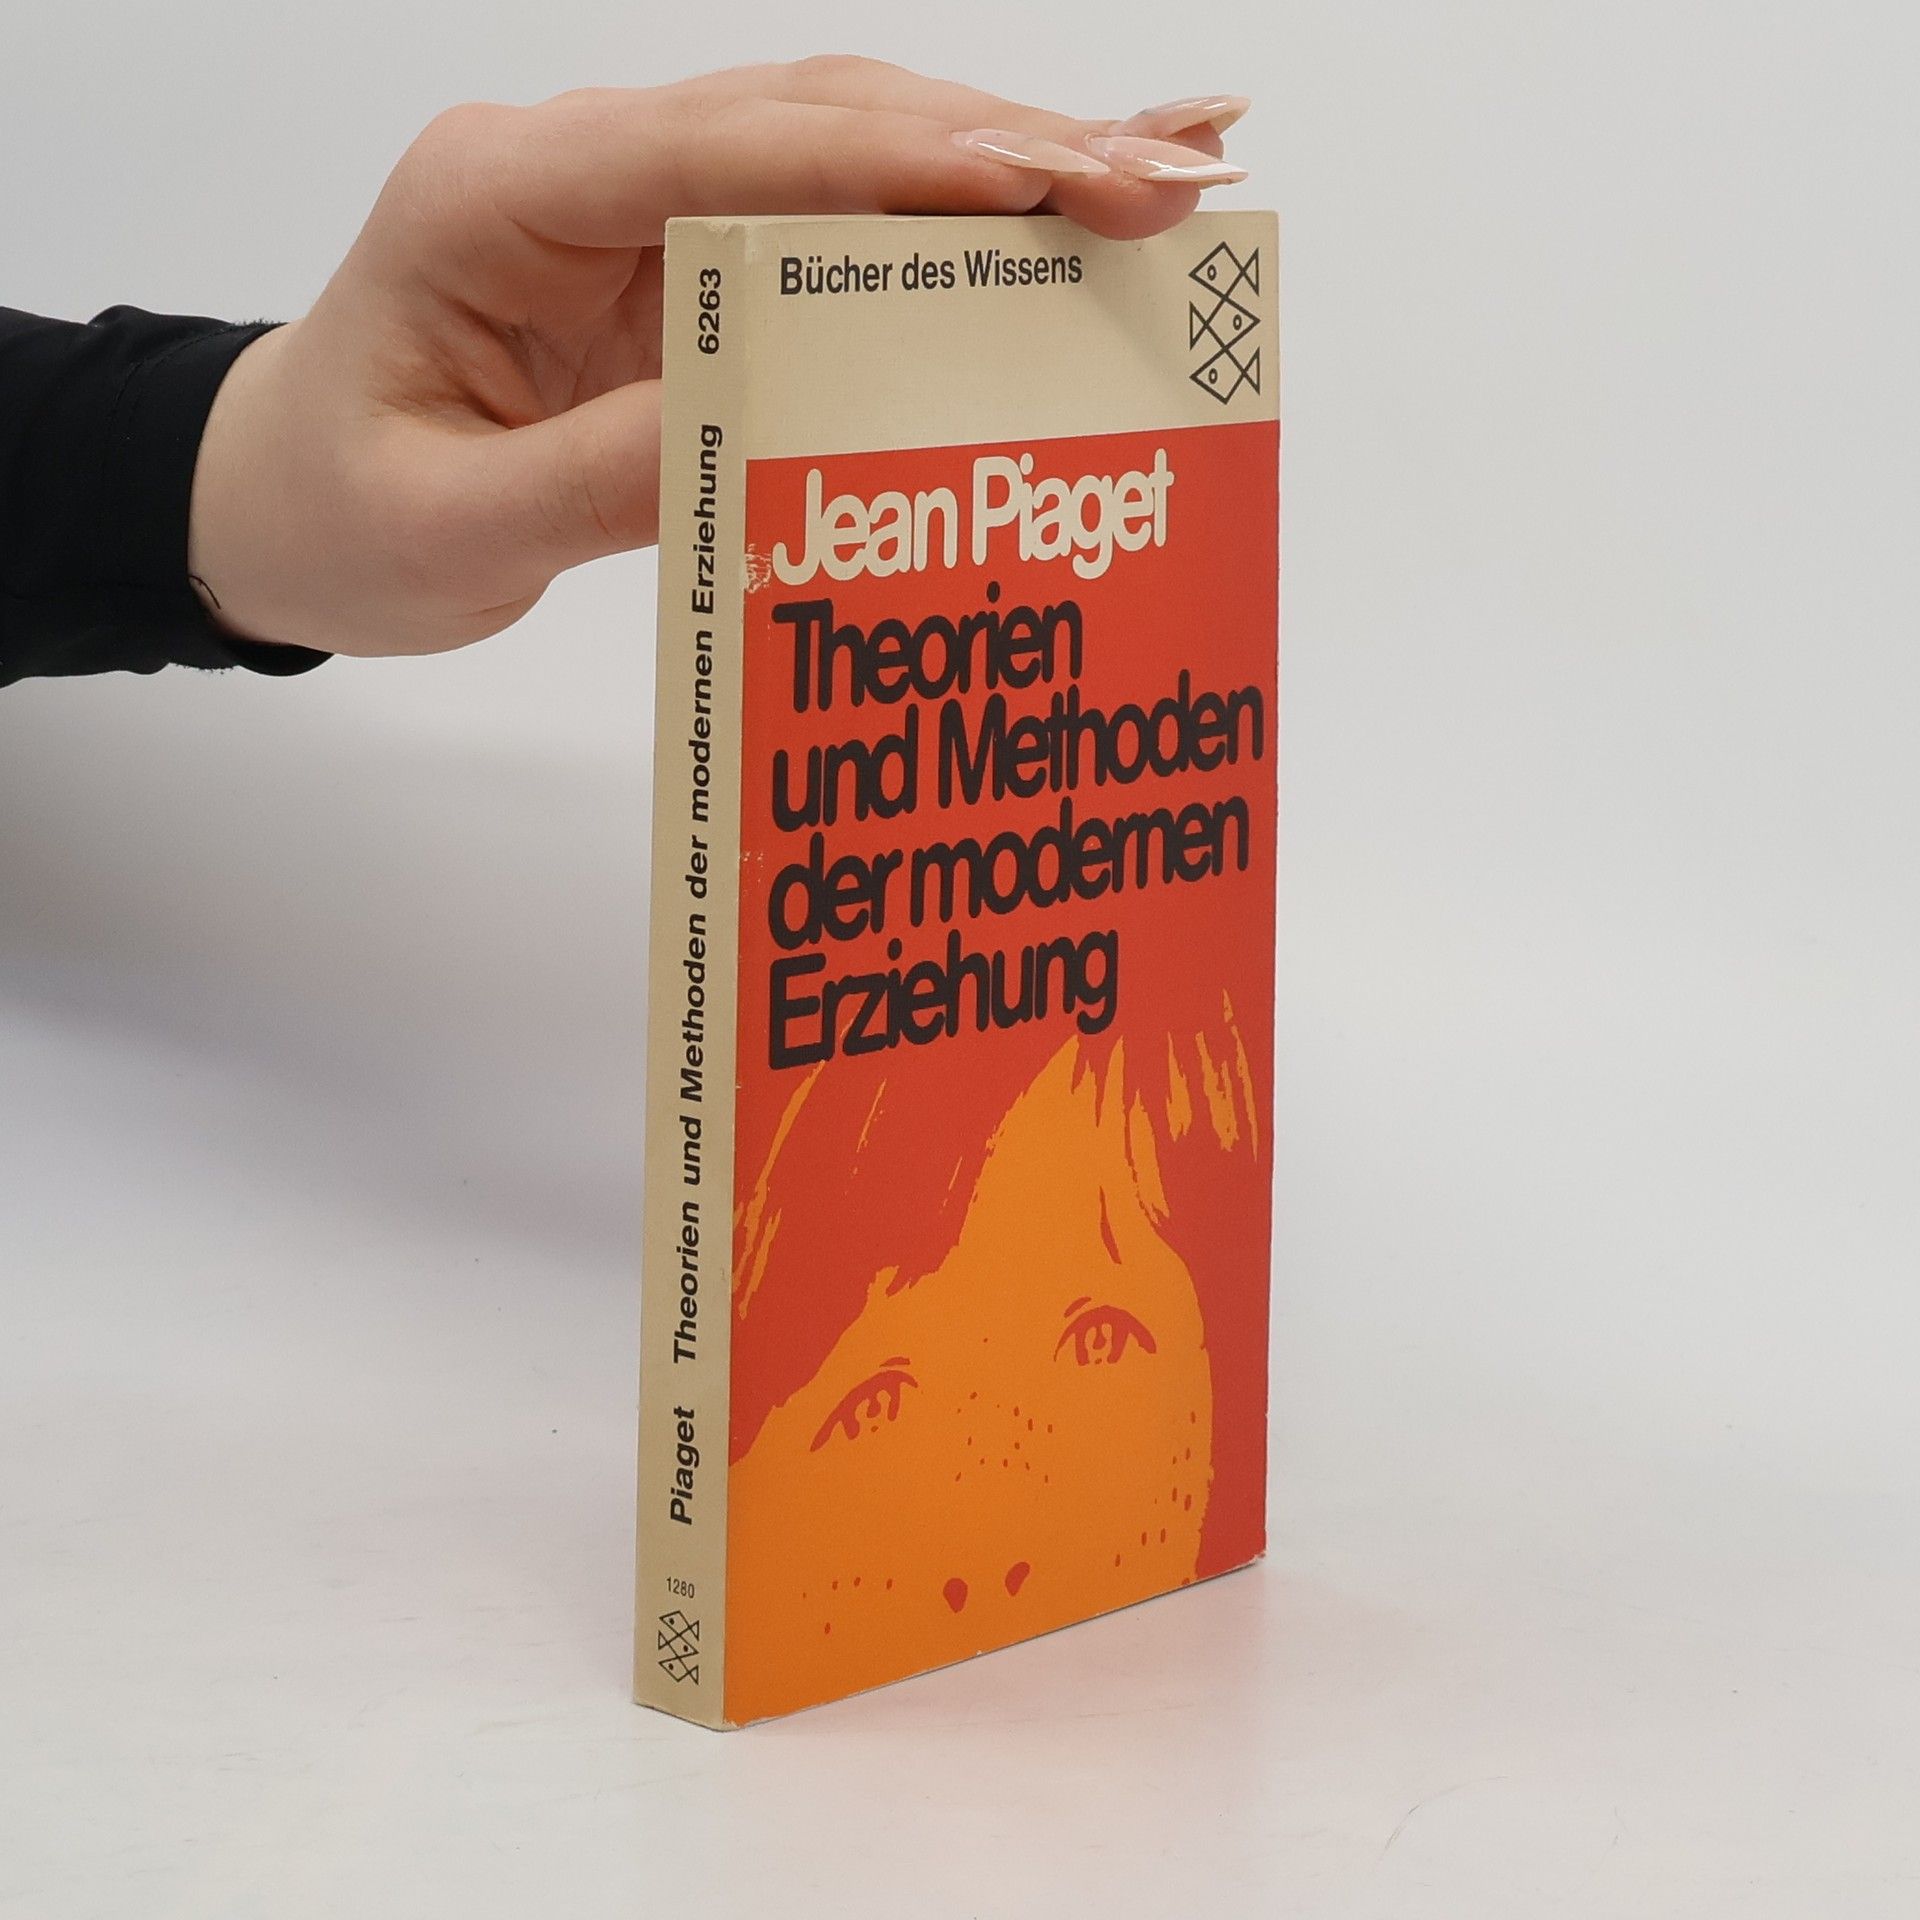 Bücher des Wissens
Jean Piaget
Theorien
und Methoden
der modernen
Erziehung
Piaget Theorien und Methoden der modernen Erziehung 6263
1280